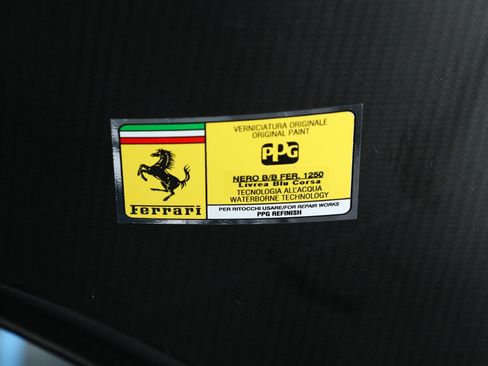 VERNICIATURA ORIGINALE
ORIGINAL PAINT
PPG
NERO B/B FER. 1250
Livrea Blu Corsa
TECNOLOGIA ALL'ACQUA
WATERBORNE TECHNOLOGY
Ferrari
PER RITOCCHI USARE/FOR REPAIR WORKS
PPG REFINISH